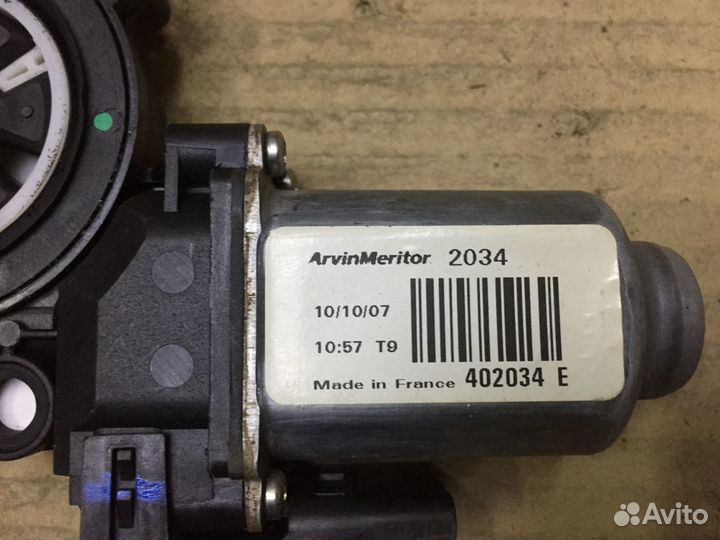 ArvinMeritor 2034
10/10/07
10:57 T9
Made in France 402034 E
Avito